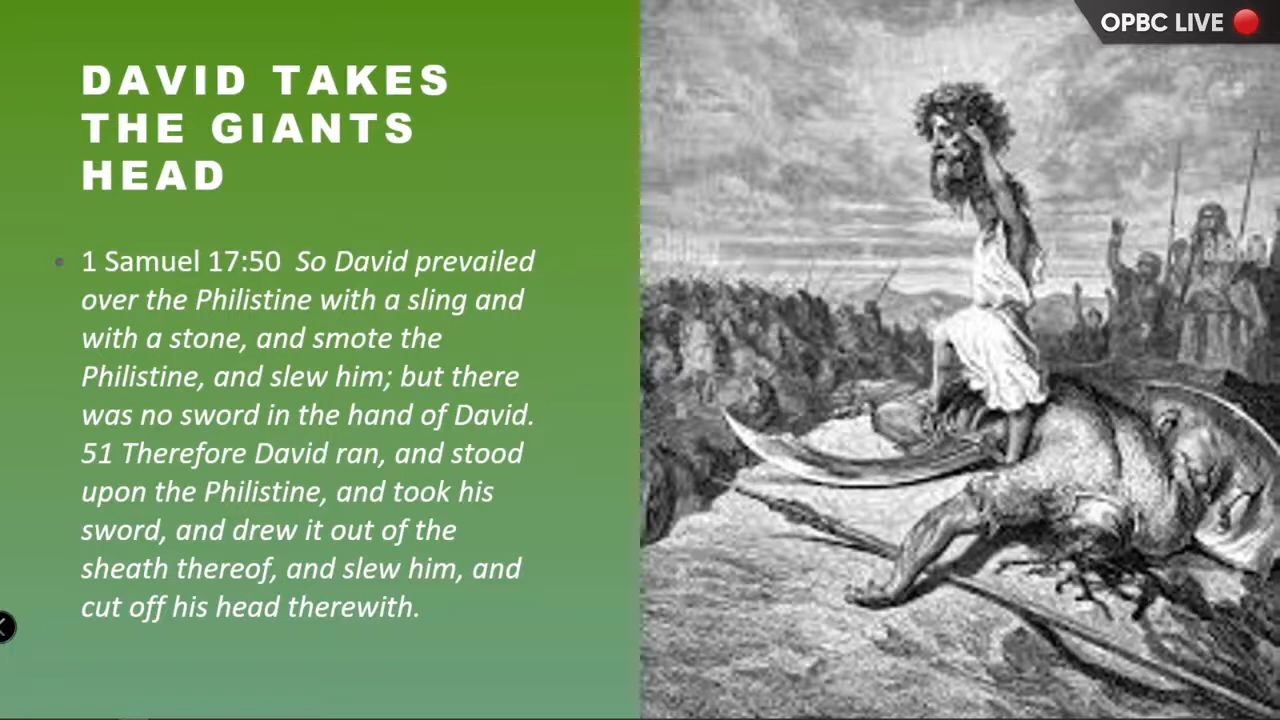 OPBC LIVE
DAVID TAKES
THE GIANTS
HEAD
1 Samuel 17:50 So David prevailed
over the Philistine with a sling and
with a stone, and smote the
Philistine, and slew him; but there
was no sword in the hand of David.
51 Therefore David ran, and stood
upon the Philistine, and took his
sword, and drew it out of the
sheath thereof, and slew him, and
cut off his head therewith.